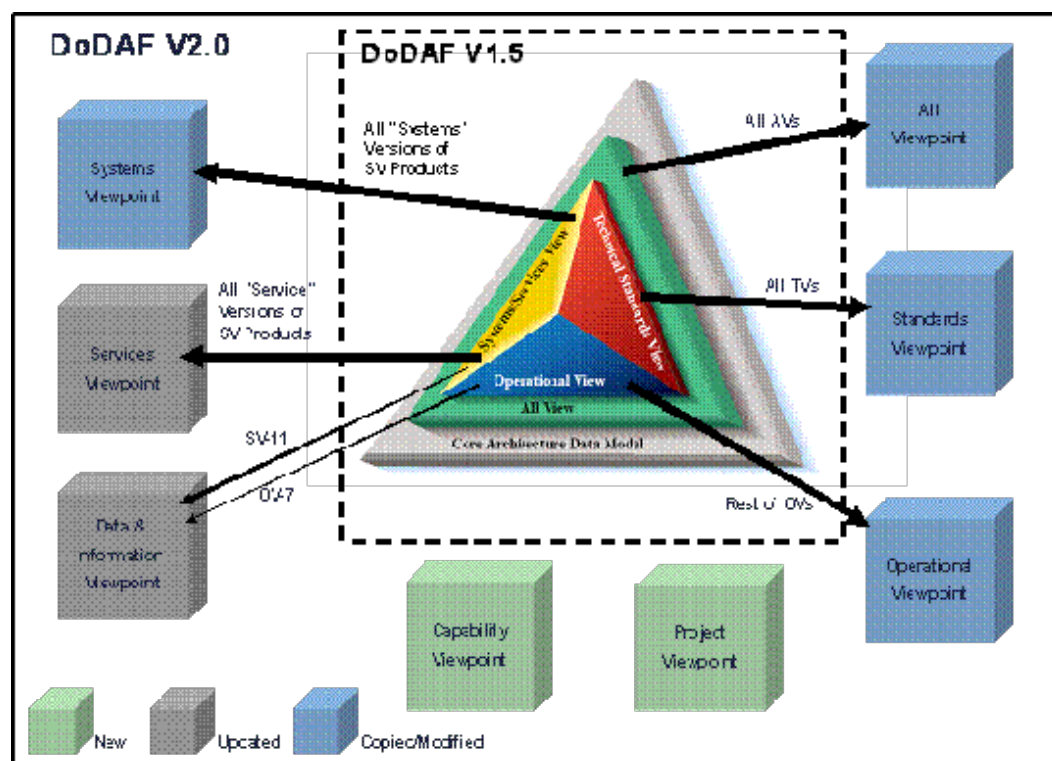 DoDAF V2.0
DoDAF V1.5
All "Systems"
Versions of
SV Products
All AVs
All
Viewpoint
Systems
Viewpoint
Systems/Services View
Technical Standards View
All "Service"
Versions of
SV Products
All TVs
Standards
Viewpoint
Services
Viewpoint
Operational View
All View
Core Architecture Data Model
SV-11
OV-7
Rest of OVs
Data &
Information
Viewpoint
Operational
Viewpoint
Capability
Viewpoint
Project
Viewpoint
New
Updated
Copied/Modified